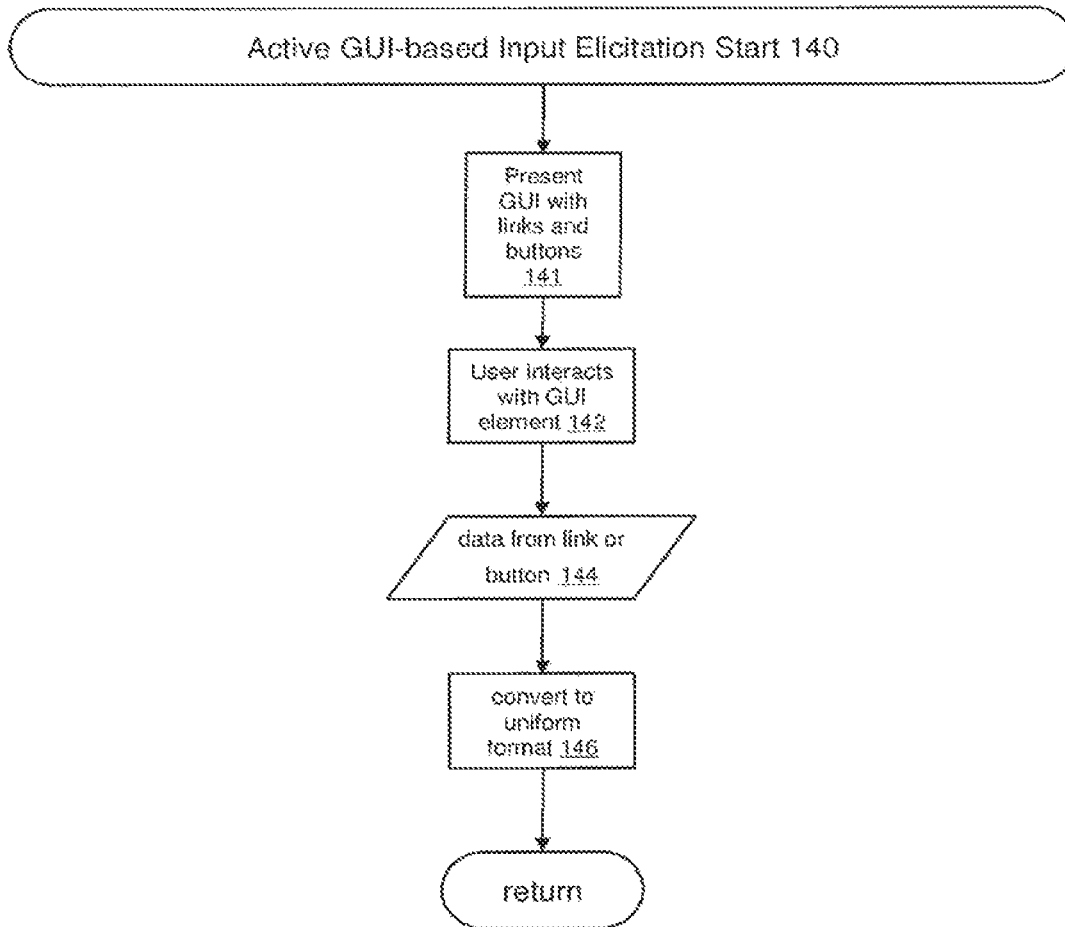 Active GUI-based Input Elicitation Start 140
Present
GUI with
links and
buttons
141
User interacts
with GUI
element 142
data from link or
button 144
convert to
uniform
format 146
return